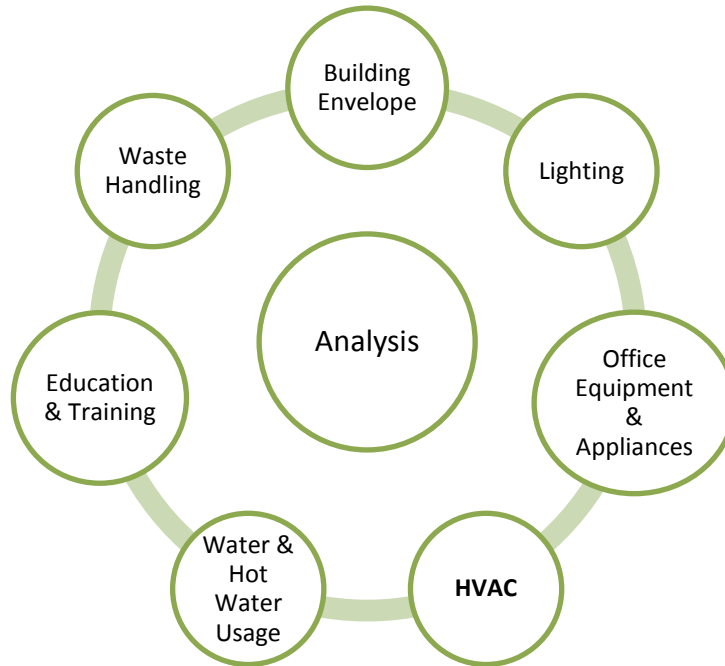 Building
Envelope
Lighting
Office
Equipment
&
Appliances
HVAC
Water &
Hot
Water
Usage
Education
& Training
Waste
Handling
Analysis